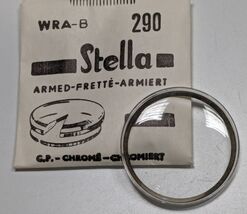 WRA-B 290
Stella
ARMED-FRETTÉ-ARMIERT
G.P.-CHROMÉ-CHROMIERT